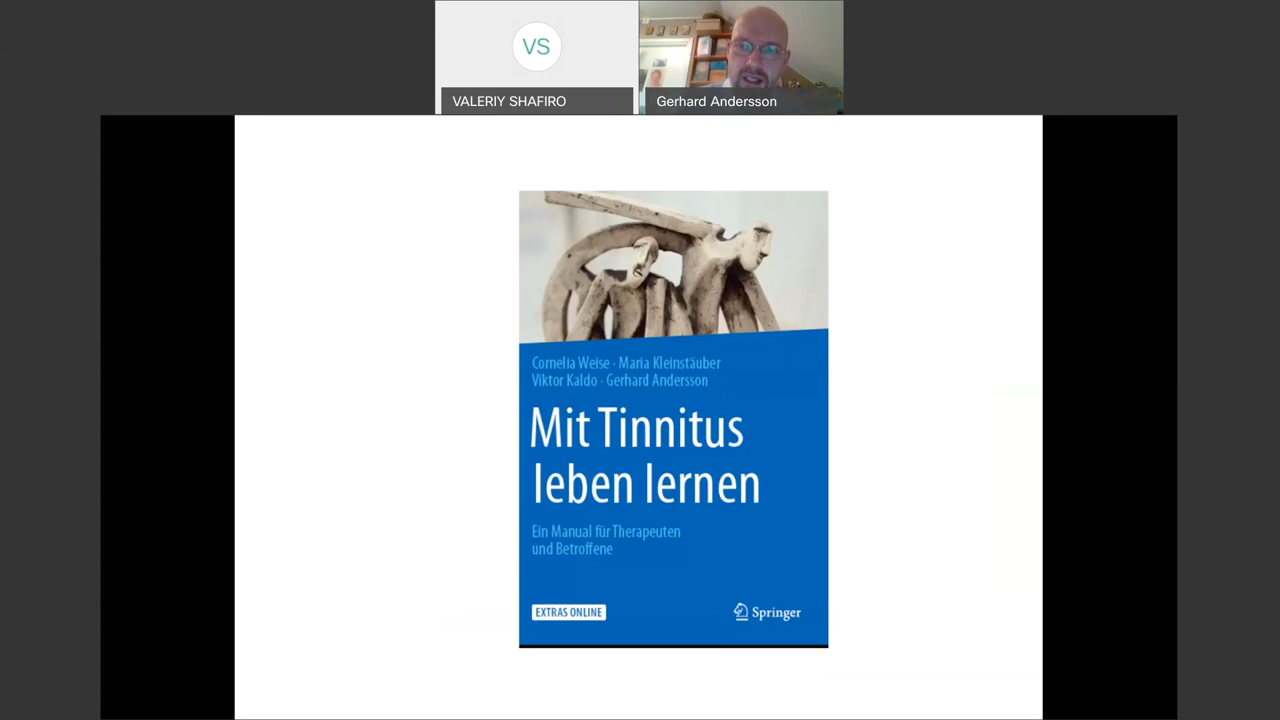 VS
VALERIY SHAFIRO
Gerhard Andersson
Cornelia Weise · Maria Kleinstäuber
Viktor Kaldo · Gerhard Andersson
Mit Tinnitus
leben lernen
Ein Manual für Therapeuten
und Betroffene
EXTRAS ONLINE
Springer